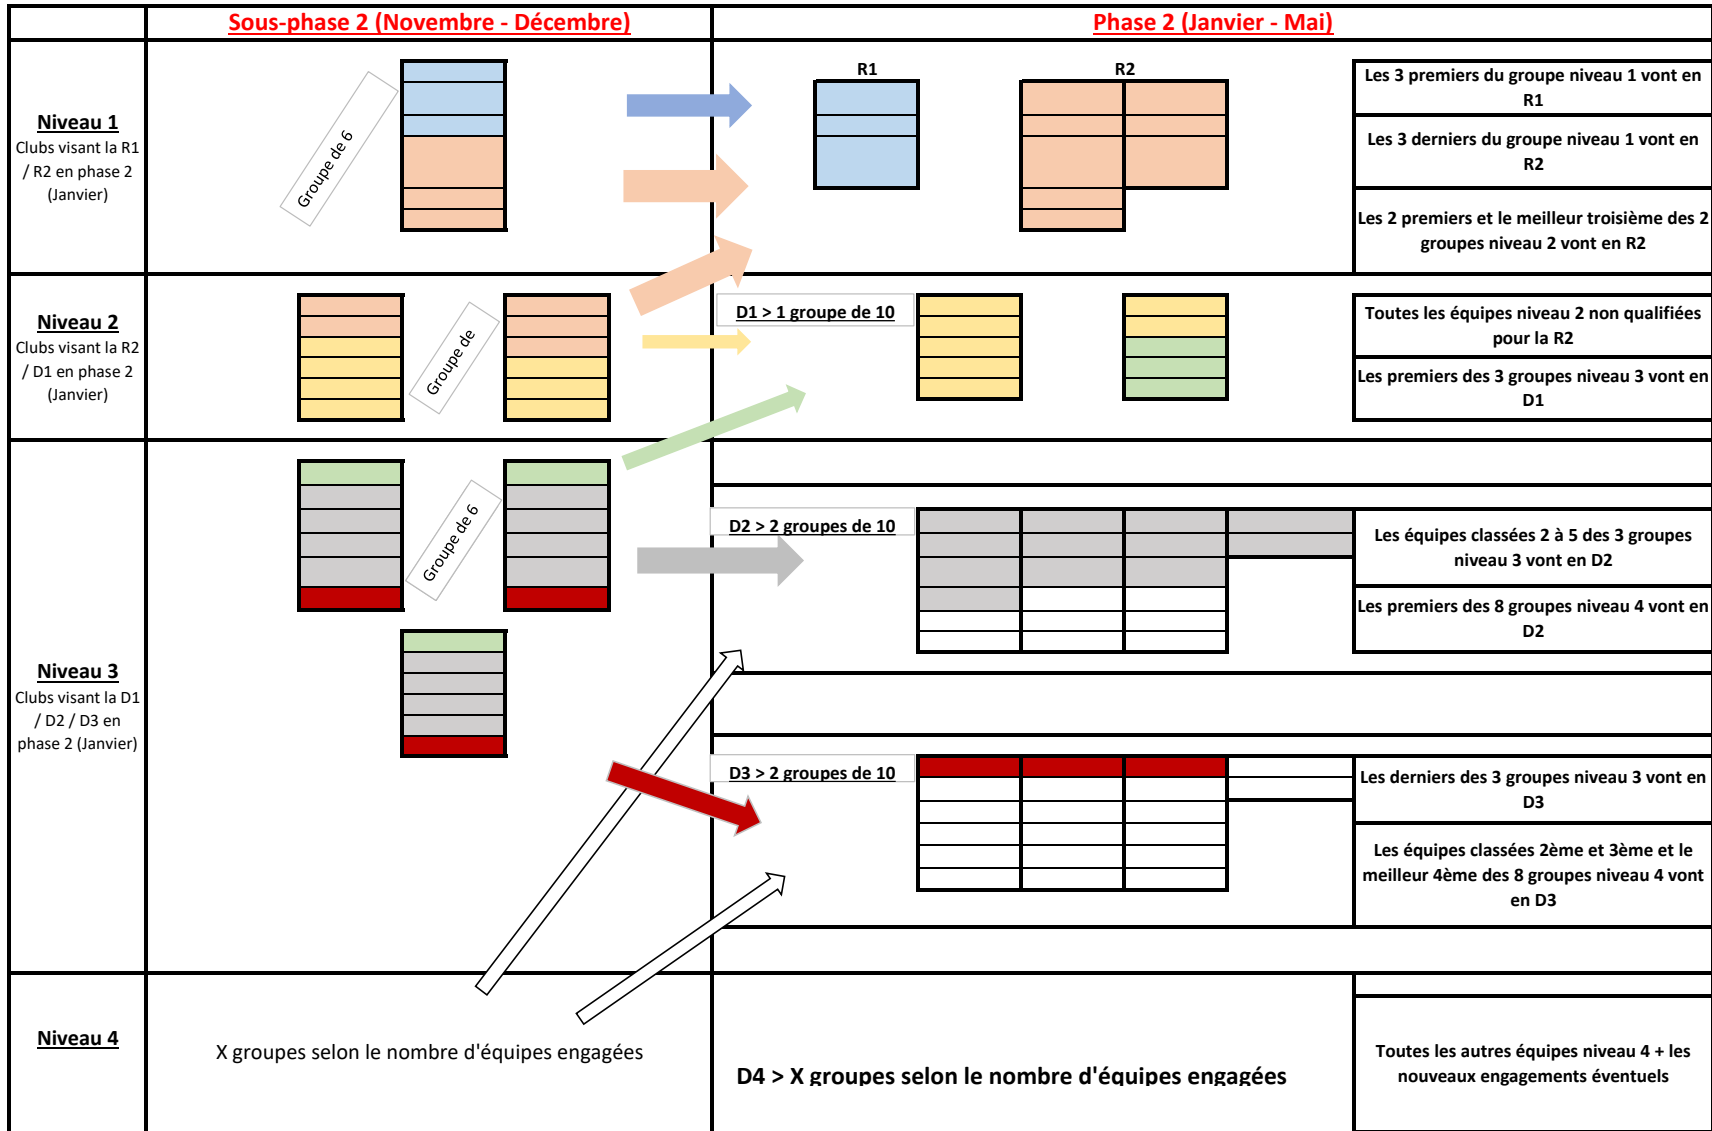 Sous-phase 2 (Novembre - Décembre)
Phase 2 (Janvier - Mai)
Niveau 1
Clubs visant la R1
/ R2 en phase 2
(Janvier)
Groupe de 6
R1
R2
Les 3 premiers du groupe niveau 1 vont en
R1
Les 3 derniers du groupe niveau 1 vont en
R2
Les 2 premiers et le meilleur troisième des 2
groupes niveau 2 vont en R2
Niveau 2
Clubs visant la R2
/ D1 en phase 2
(Janvier)
Groupe de
D1 > 1 groupe de 10
Toutes les équipes niveau 2 non qualifiées
pour la R2
Les premiers des 3 groupes niveau 3 vont en
D1
Niveau 3
Clubs visant la D1
/ D2 / D3 en
phase 2 (Janvier)
Groupe de 6
D2 > 2 groupes de 10
Les équipes classées 2 à 5 des 3 groupes
niveau 3 vont en D2
Les premiers des 8 groupes niveau 4 vont en
D2
D3 > 2 groupes de 10
Les derniers des 3 groupes niveau 3 vont en
D3
Les équipes classées 2ème et 3ème et le
meilleur 4ème des 8 groupes niveau 4 vont
en D3
Niveau 4
X groupes selon le nombre d'équipes engagées
D4 > X groupes selon le nombre d'équipes engagées
Toutes les autres équipes niveau 4 + les
nouveaux engagements éventuels